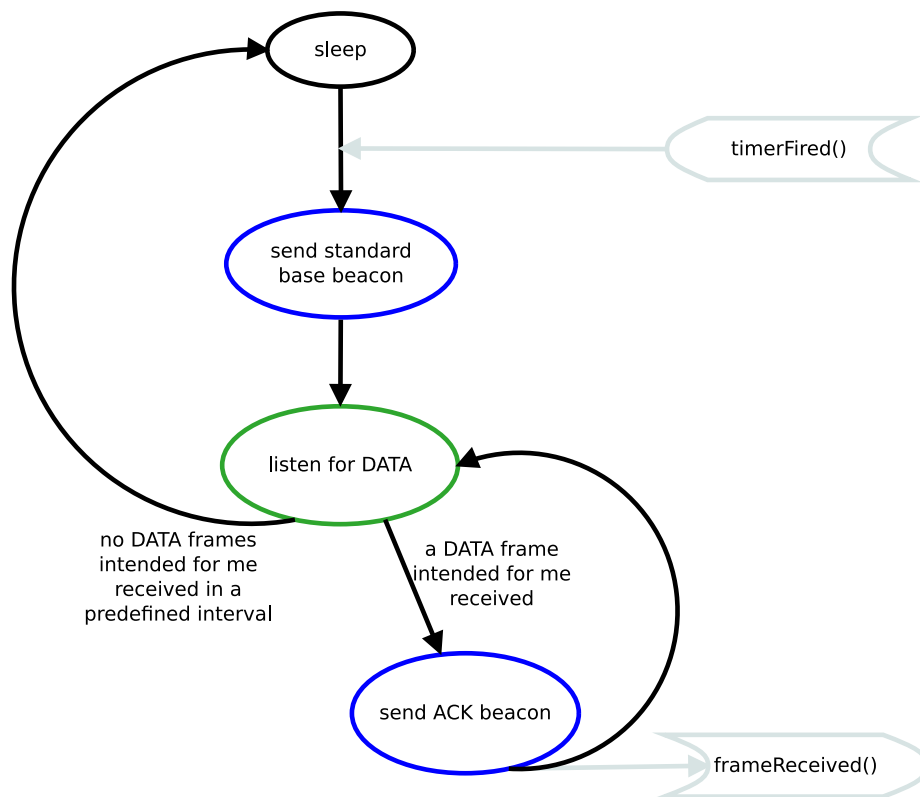 sleep
timerFired()
send standard
base beacon
listen for DATA
no DATA frames
intended for me
received in a
predefined interval
a DATA frame
intended for me
received
send ACK beacon
frameReceived()